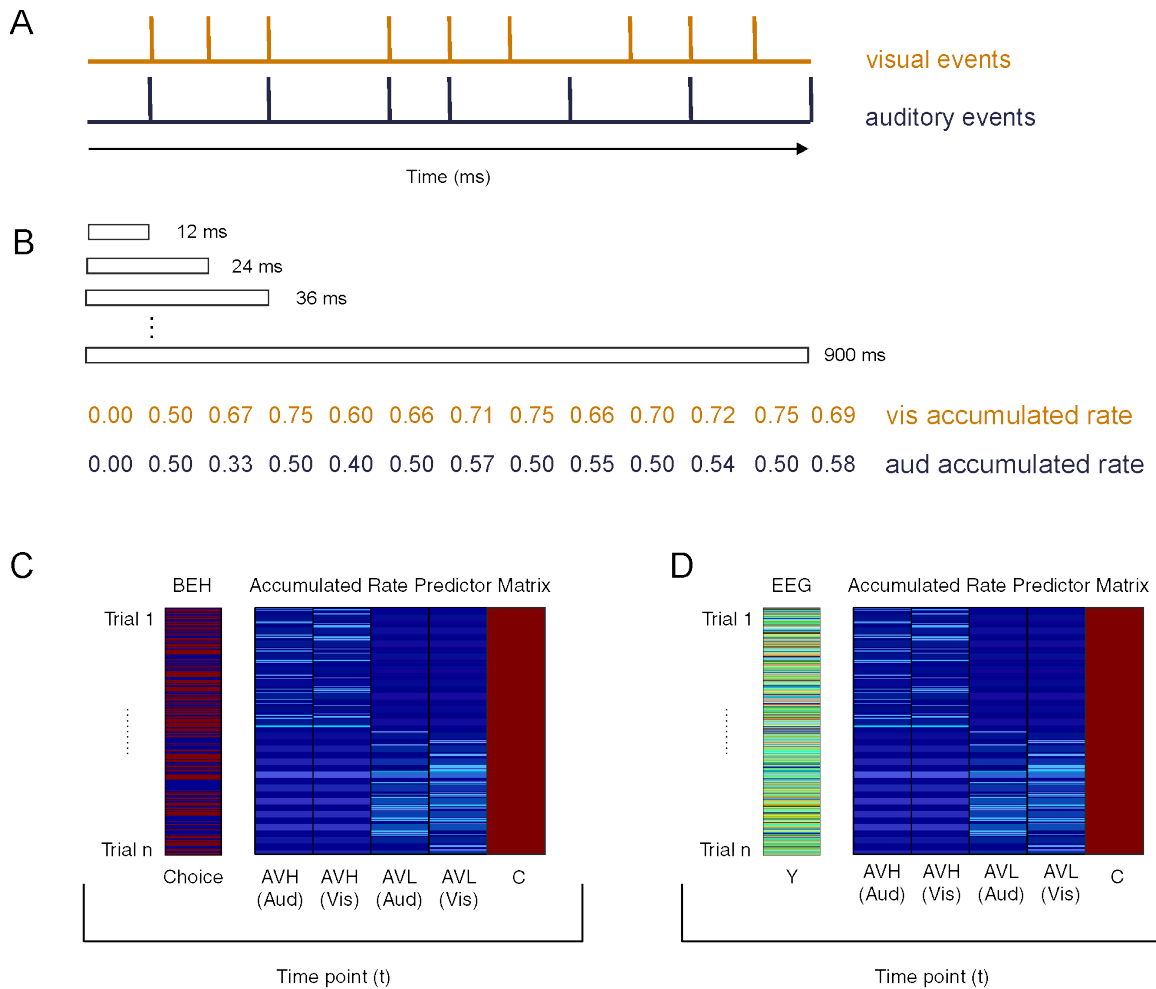 A
visual events
auditory events
Time (ms)
B
12 ms
24 ms
36 ms
900 ms
0.00 0.50 0.67 0.75 0.60 0.66 0.71 0.75 0.66 0.70 0.72 0.75 0.69 vis accumulated rate
0.00 0.50 0.33 0.50 0.40 0.50 0.57 0.50 0.55 0.50 0.54 0.50 0.58 aud accumulated rate
C
BEH Accumulated Rate Predictor Matrix
Trial 1
Trial n
Choice AVH AVH AVL AVL C
(Aud) (Vis) (Aud) (Vis)
Time point (t)
D
EEG Accumulated Rate Predictor Matrix
Trial 1
Trial n
Y AVH AVH AVL AVL C
(Aud) (Vis) (Aud) (Vis)
Time point (t)